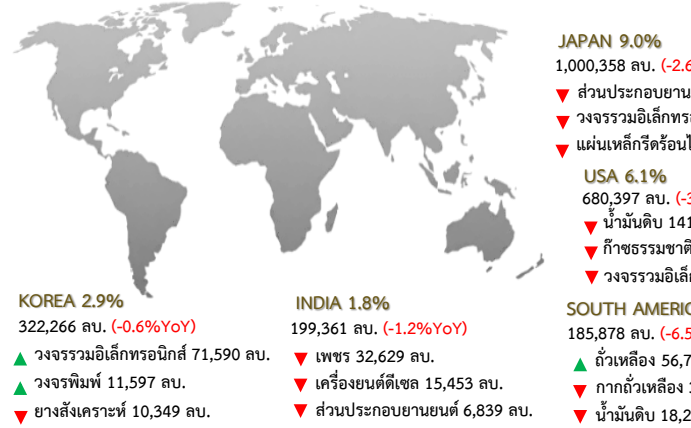 JAPAN 9.0%
1,000,358 ลบ. (-2.6
▼ ส่วนประกอบยาน
▼ วงจรรวมอิเล็กทร
▼ แผ่นเหล็กรีดร้อน
USA 6.1%
680,397 ลบ. (-3
▼ น้ำมันดิบ 141
▼ ก๊าซธรรมชาติ
▼ วงจรรวมอิเล็ก
SOUTH AMERIC
185,878 ลบ. (-6.5
▲ ถั่วเหลือง 56,7
▼ กากถั่วเหลือง
▼ น้ำมันดิบ 18,2
KOREA 2.9%
322,266 ลบ. (-0.6%YoY)
▲ วงจรรวมอิเล็กทรอนิกส์ 71,590 ลบ.
▲ วงจรพิมพ์ 11,597 ลบ.
▼ ยางสังเคราะห์ 10,349 ลบ.
INDIA 1.8%
199,361 ลบ. (-1.2%YoY)
▼ เพชร 32,629 ลบ.
▼ เครื่องยนต์ดีเซล 15,453 ลบ.
▼ ส่วนประกอบยานยนต์ 6,839 ลบ.